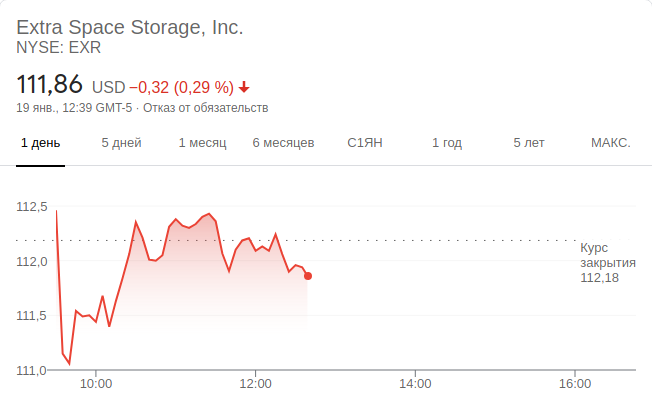 Extra Space Storage, Inc.
NYSE: EXR
111,86 USD −0,32 (0,29 %)
19 янв., 12:39 GMT-5 · Отказ от обязательств
1 день 5 дней 1 месяц 6 месяцев С1ЯН 1 год 5 лет МАКС.
112,5
Курс
закрытия
112,18
112,0
111,5
111,0
10:00 12:00 14:00 16:00